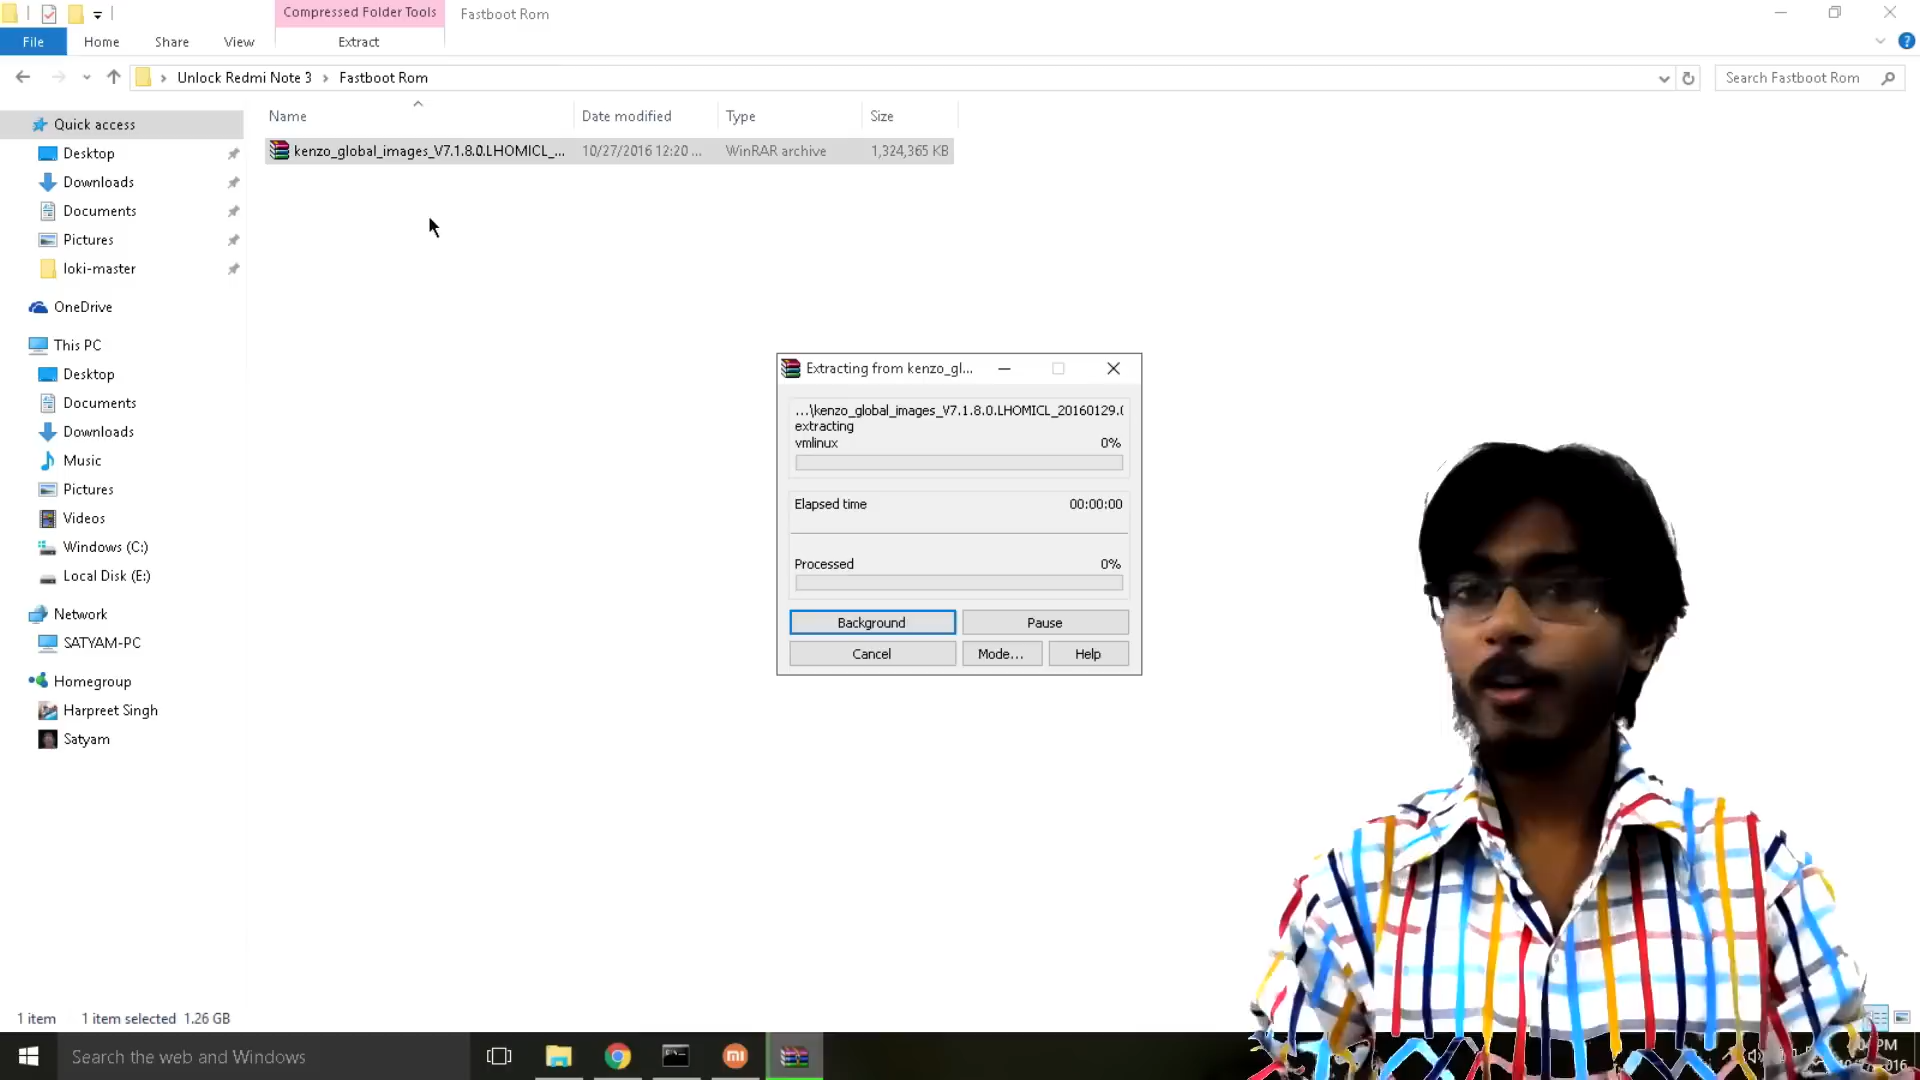 Compressed Folder Tools
Fastboot Rom
File
Home
Share
View
Extract
Unlock Redmi Note 3
Fastboot Rom
Search Fastboot Rom
Name
Date modified
Type
Size
kenzo_global_images_V7.1.8.0.LHOMICL_...
10/27/2016 12:20 ...
WinRAR archive
1,324,365 KB
Quick access
Desktop
Downloads
Documents
Pictures
loki-master
OneDrive
This PC
Desktop
Documents
Downloads
Music
Pictures
Videos
Windows (C:)
Local Disk (E:)
Network
SATYAM-PC
Homegroup
Harpreet Singh
Satyam
Extracting from kenzo_gl...
...\kenzo_global_images_V7.1.8.0.LHOMICL_20160129.0
extracting
vmlinux 0%
Elapsed time 00:00:00
Processed 0%
Background
Pause
Cancel
Mode...
Help
1 item
1 item selected 1.26 GB
Search the web and Windows
mi
PM